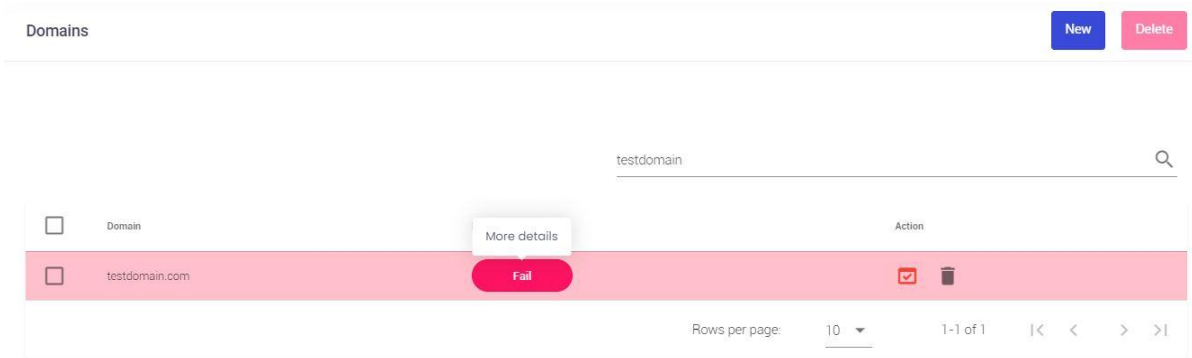 Domains
New
Delete
testdomain
Domain
More details
Action
testdomain.com
Fail
Rows per page:
10
1-1 of 1